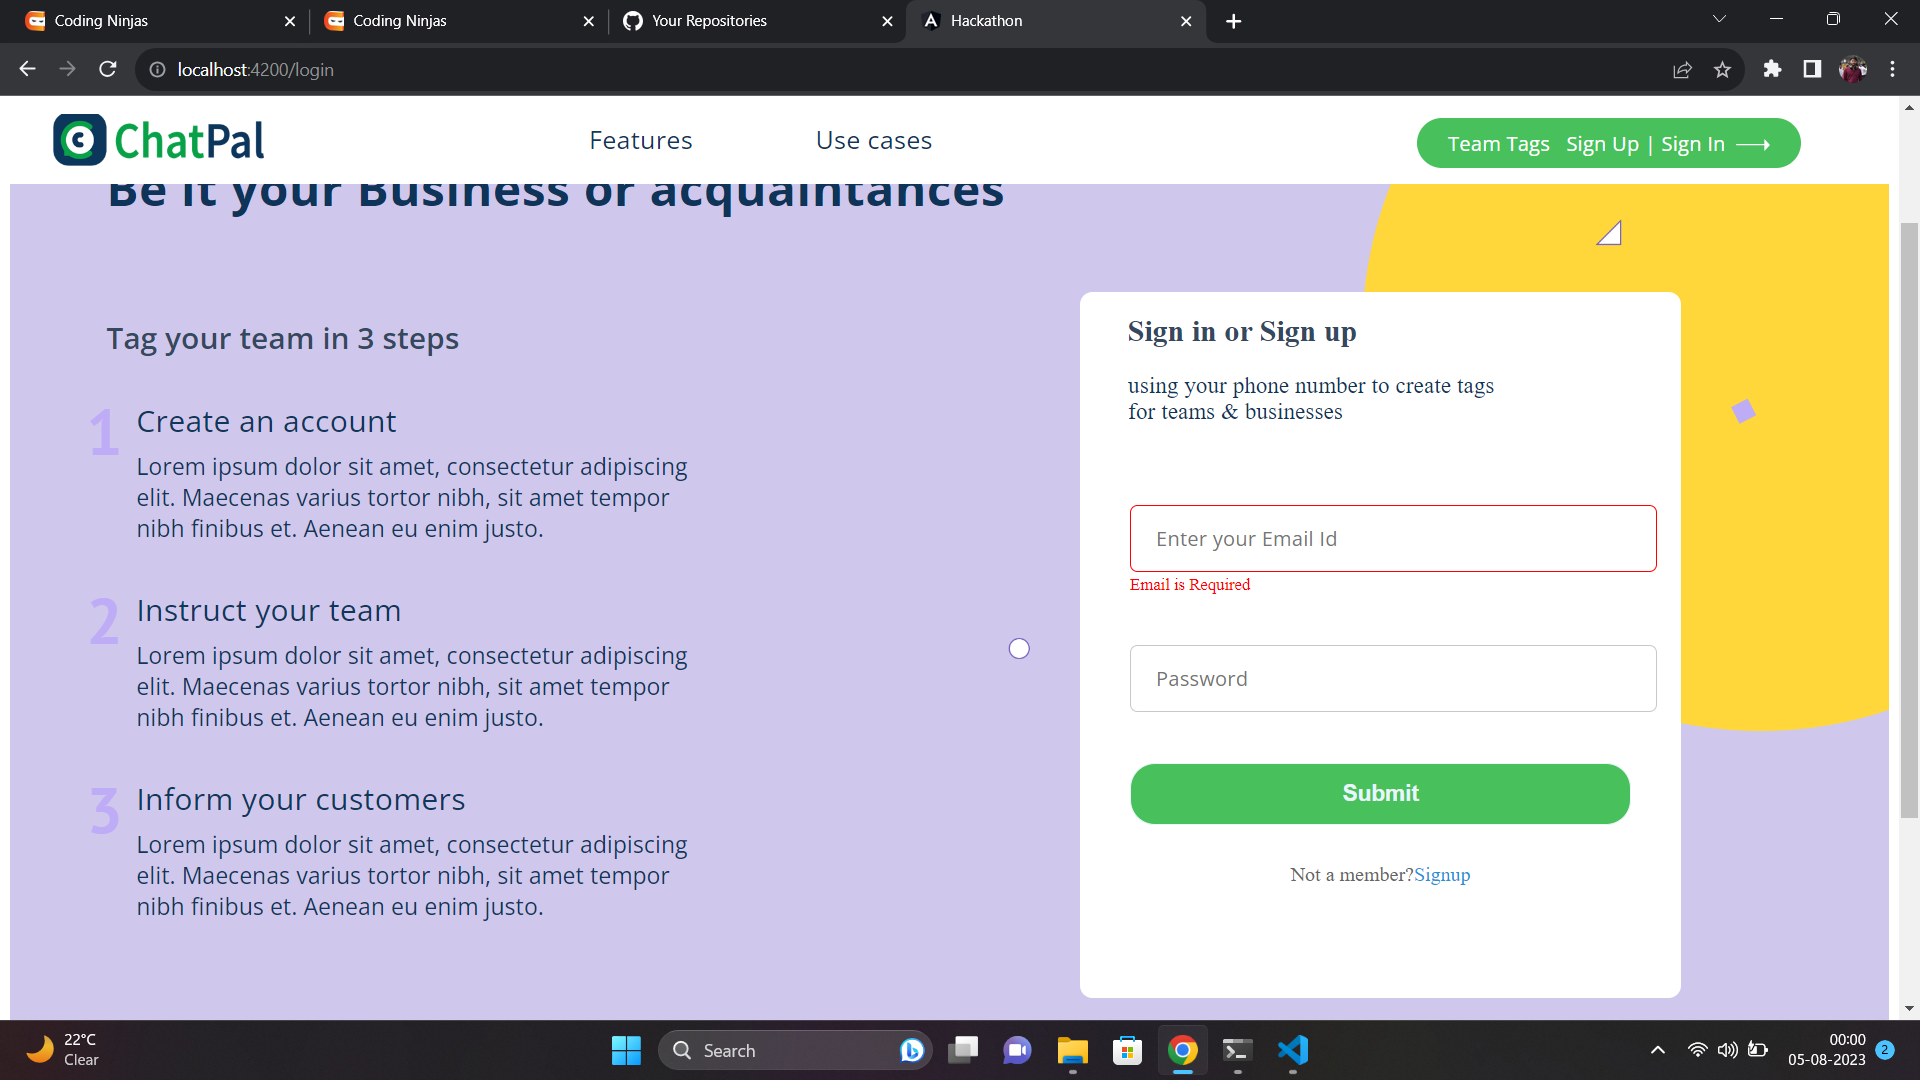 Coding Ninjas
Coding Ninjas
Your Repositories
Hackathon
localhost:4200/login
ChatPal
Features
Use cases
Team Tags Sign Up | Sign In
Be it your Business or acquaintances
Tag your team in 3 steps
1
Create an account
Lorem ipsum dolor sit amet, consectetur adipiscing
elit. Maecenas varius tortor nibh, sit amet tempor
nibh finibus et. Aenean eu enim justo.
2
Instruct your team
Lorem ipsum dolor sit amet, consectetur adipiscing
elit. Maecenas varius tortor nibh, sit amet tempor
nibh finibus et. Aenean eu enim justo.
3
Inform your customers
Lorem ipsum dolor sit amet, consectetur adipiscing
elit. Maecenas varius tortor nibh, sit amet tempor
nibh finibus et. Aenean eu enim justo.
Sign in or Sign up
using your phone number to create tags
for teams & businesses
Enter your Email Id
Email is Required
Password
Submit
Not a member?Signup
22°C
Clear
Search
00:00
05-08-2023
2